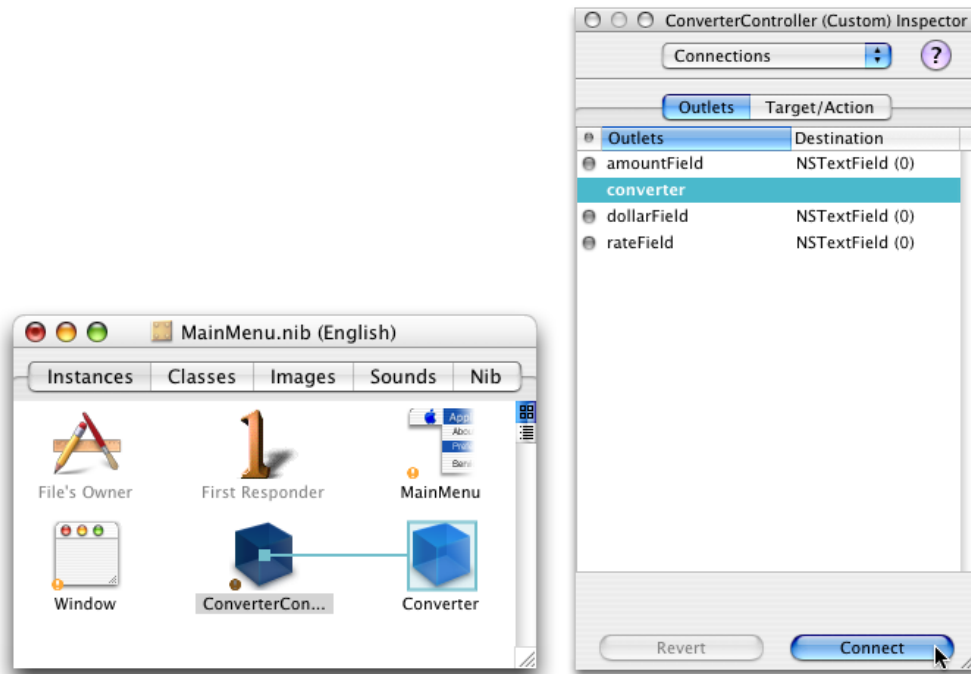 ConverterController (Custom) Inspector
Connections
?
Outlets Target/Action
Outlets Destination
amountField NSTextField (0)
converter
dollarField NSTextField (0)
rateField NSTextField (0)
MainMenu.nib (English)
Instances Classes Images Sounds Nib
File's Owner First Responder MainMenu
Window ConverterCon... Converter
Revert Connect